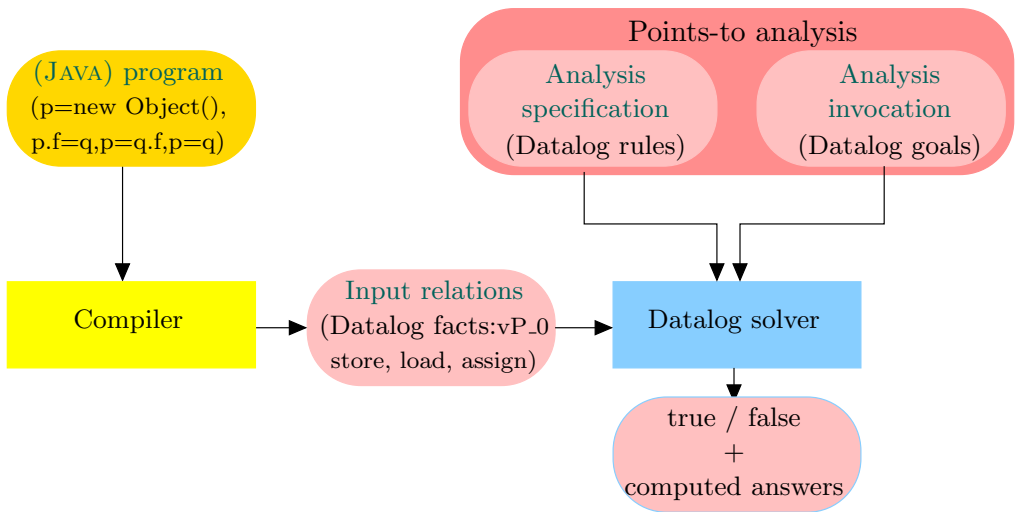 Points-to analysis
(JAVA) program
(p=new Object(),
p.f=q,p=q.f,p=q)
Analysis
specification
(Datalog rules)
Analysis
invocation
(Datalog goals)
Compiler
Input relations
(Datalog facts:vP_0
store, load, assign)
Datalog solver
true / false
+
computed answers